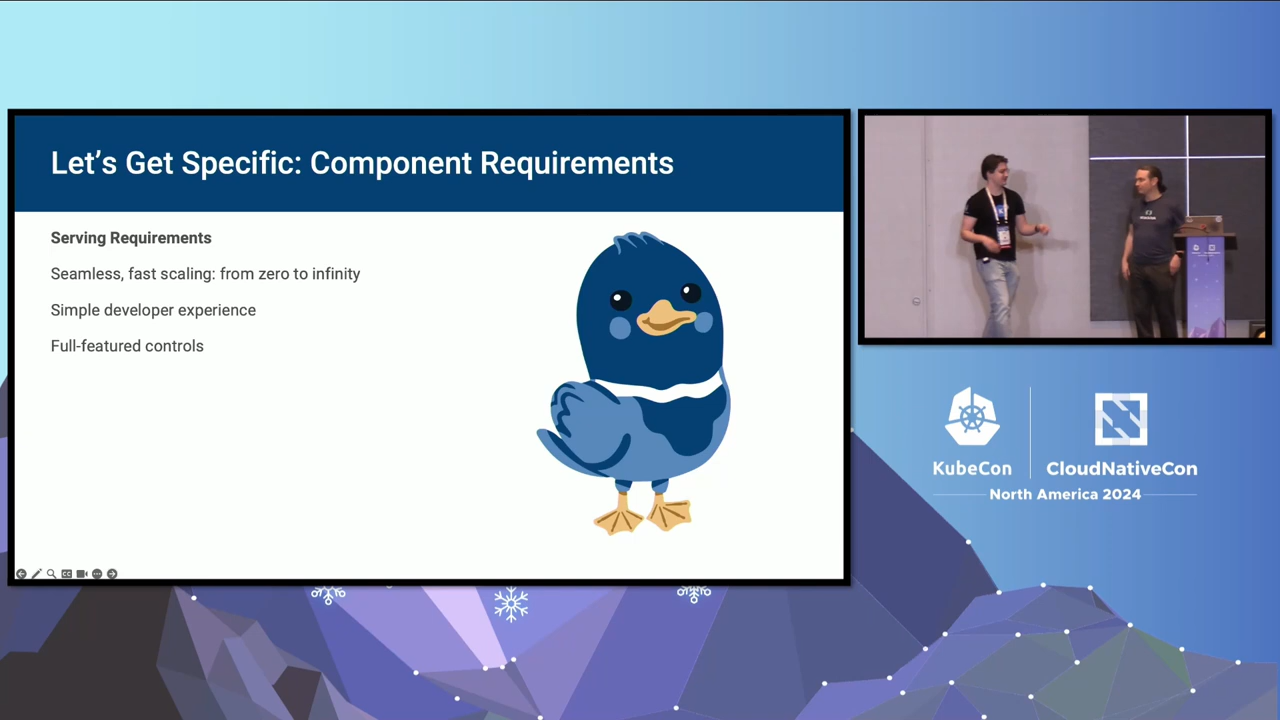 Let's Get Specific: Component Requirements
Serving Requirements
Seamless, fast scaling: from zero to infinity
Simple developer experience
Full-featured controls
KubeCon
CloudNativeCon
North America 2024